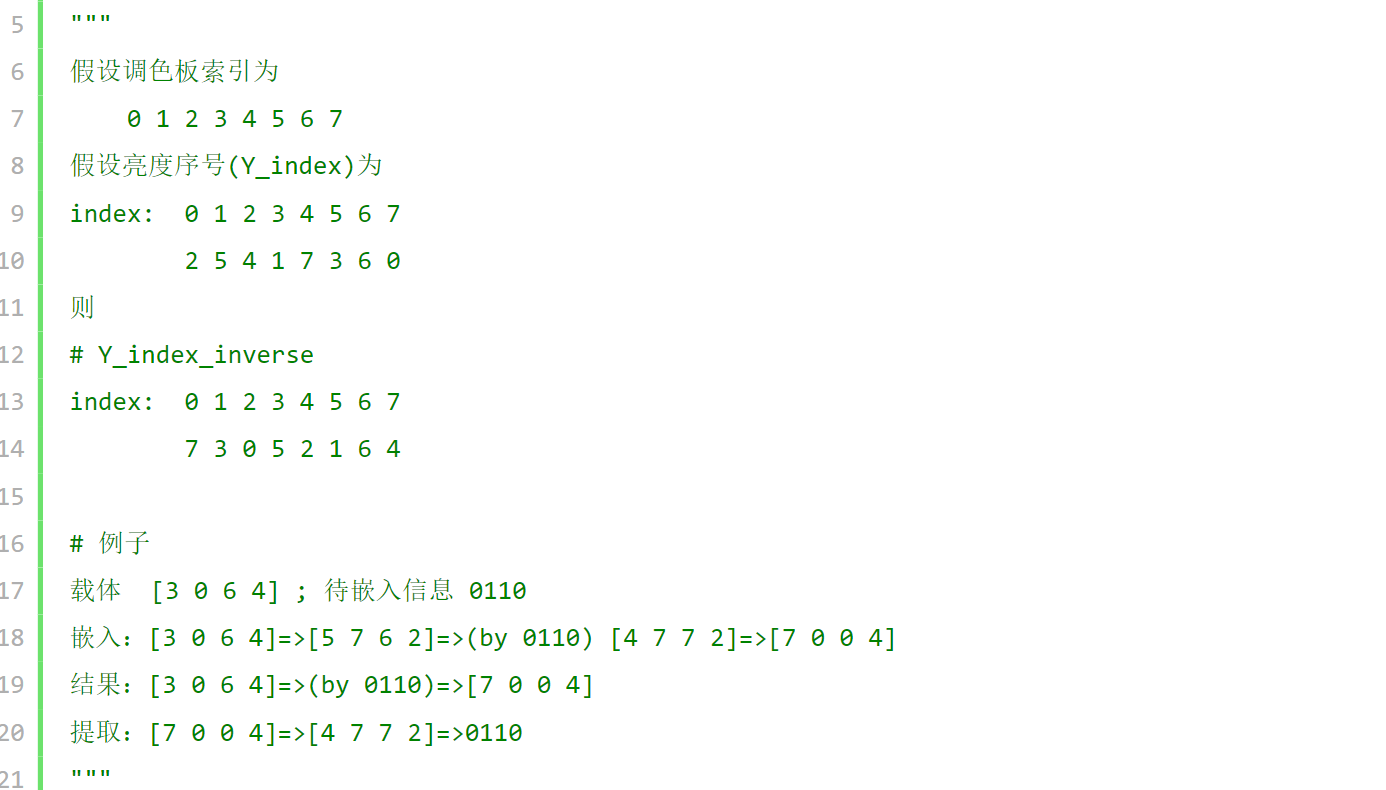 5 """
6 假设调色板索引为
7 0 1 2 3 4 5 6 7
8 假设亮度序号(Y_index)为
9 index: 0 1 2 3 4 5 6 7
10 2 5 4 1 7 3 6 0
11 则
12 # Y_index_inverse
13 index: 0 1 2 3 4 5 6 7
14 7 3 0 5 2 1 6 4
15
16 # 例子
17 载体 [3 0 6 4] ; 待嵌入信息 0110
18 嵌入：[3 0 6 4]=>[5 7 6 2]=>(by 0110) [4 7 7 2]=>[7 0 0 4]
19 结果：[3 0 6 4]=>(by 0110)=>[7 0 0 4]
20 提取：[7 0 0 4]=>[4 7 7 2]=>0110
21 """